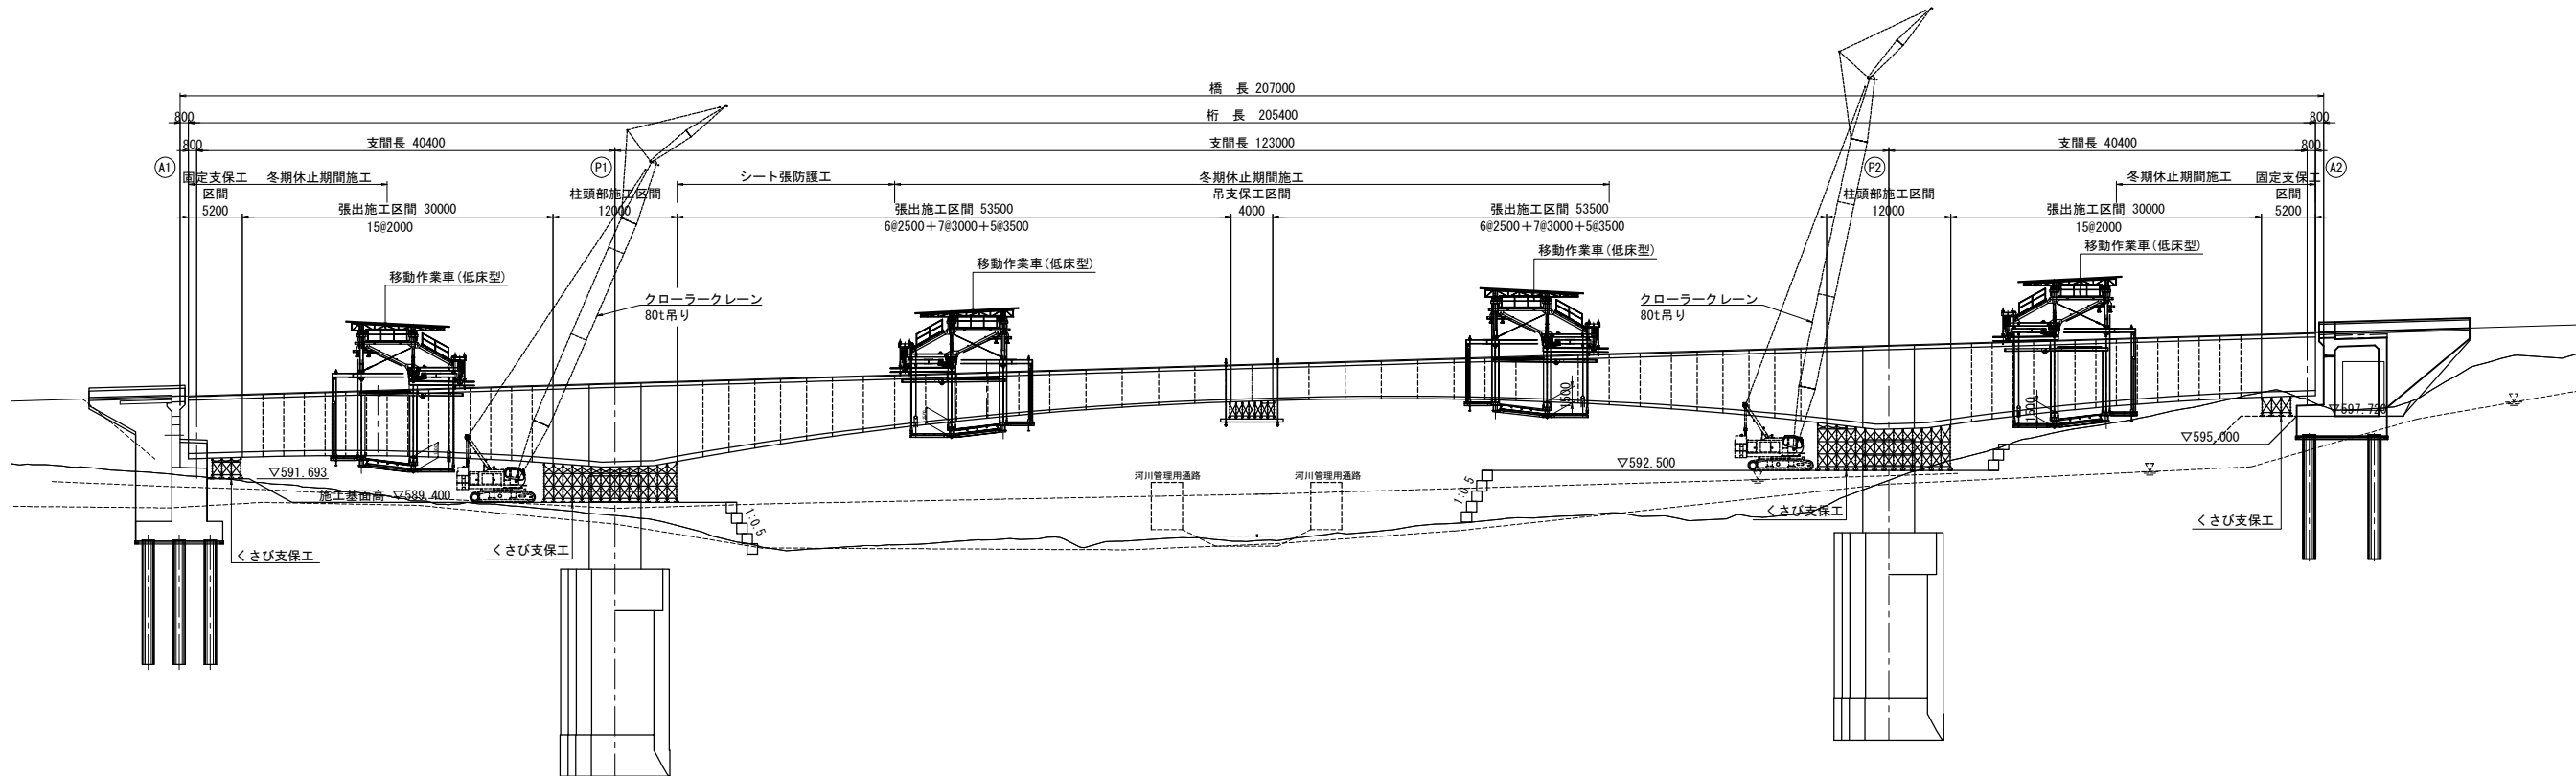 橋　長 207000
800
桁　長 205400
800
800
支間長 40400
支間長 123000
支間長 40400
800
A1
P1
P2
A2
固定支保工
冬期休止期間施工
シート張防護工
冬期休止期間施工
冬期休止期間施工
固定支保工
区間
柱頭部施工区間
吊支保工区間
柱頭部施工区間
区間
5200
張出施工区間 30000
12000
張出施工区間 53500
4000
張出施工区間 53500
12000
張出施工区間 30000
5200
15@2000
6@2500＋7@3000＋5@3500
6@2500＋7@3000＋5@3500
15@2000
移動作業車(低床型)
移動作業車(低床型)
移動作業車(低床型)
移動作業車(低床型)
クローラークレーン
80t吊り
クローラークレーン
80t吊り
1500
1500
▽597.720
▽595.000
▽592.500
▽591.693
施工基面高 ▽589.400
河川管理用通路
河川管理用通路
1:0.5
1:0.5
くさび支保工
くさび支保工
くさび支保工
くさび支保工